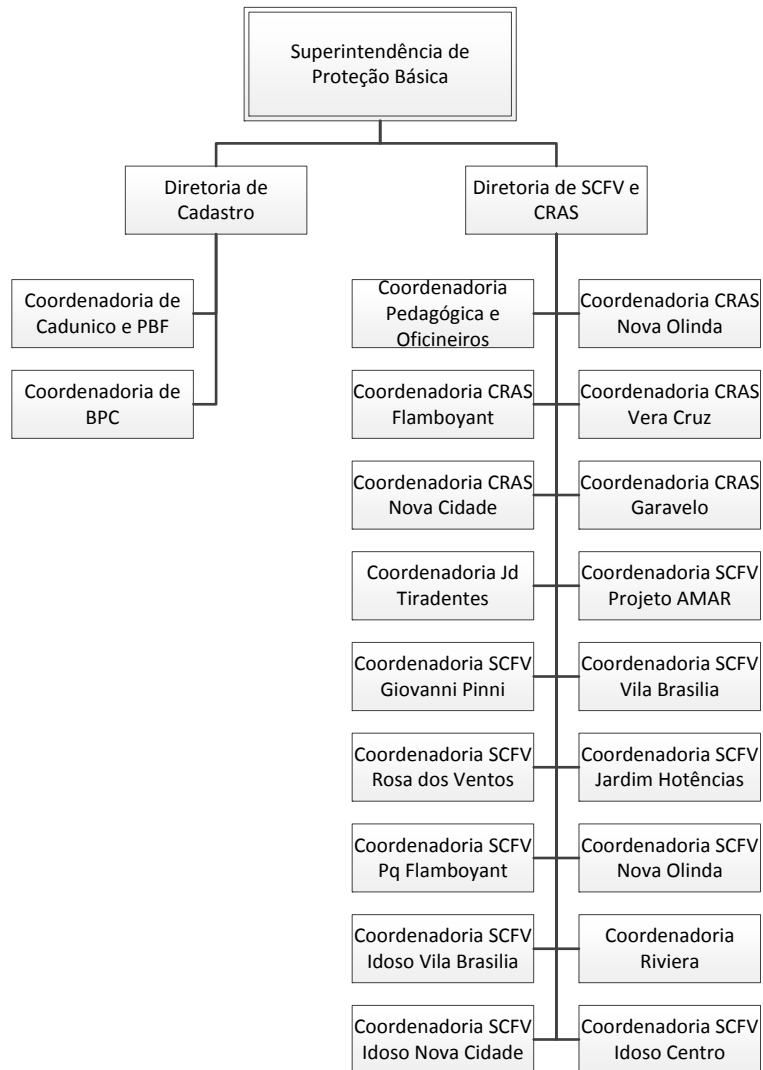 Superintendência de
Proteção Básica
Diretoria de
Cadastro
Diretoria de SCFV e
CRAS
Coordenadoria de
Cadunico e PBF
Coordenadoria de
BPC
Coordenadoria
Pedagógica e
Oficineiros
Coordenadoria CRAS
Nova Olinda
Coordenadoria CRAS
Flamboyant
Coordenadoria CRAS
Vera Cruz
Coordenadoria CRAS
Nova Cidade
Coordenadoria CRAS
Garavelo
Coordenadoria Jd
Tiradentes
Coordenadoria SCFV
Projeto AMAR
Coordenadoria SCFV
Giovanni Pinni
Coordenadoria SCFV
Vila Brasilia
Coordenadoria SCFV
Rosa dos Ventos
Coordenadoria SCFV
Jardim Hotências
Coordenadoria SCFV
Pq Flamboyant
Coordenadoria SCFV
Nova Olinda
Coordenadoria SCFV
Idoso Vila Brasilia
Coordenadoria
Riviera
Coordenadoria SCFV
Idoso Nova Cidade
Coordenadoria SCFV
Idoso Centro